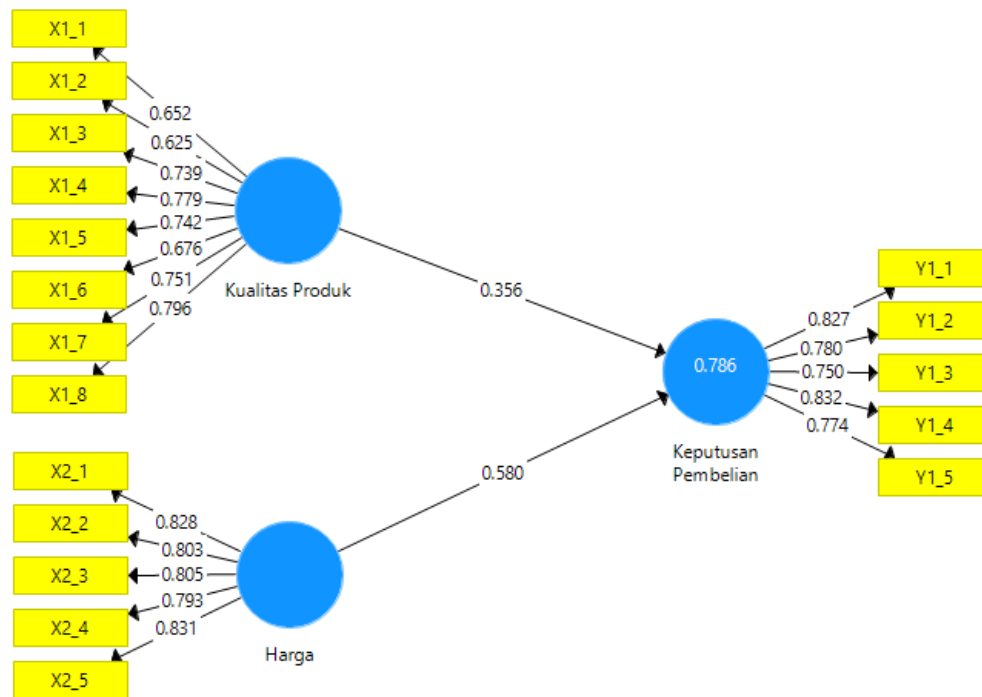 X1_1
X1_2
X1_3
X1_4
X1_5
X1_6
X1_7
X1_8
0.652
0.625
0.739
0.779
0.742
0.676
0.751
0.796
Kualitas Produk
0.356
X2_1
X2_2
X2_3
X2_4
X2_5
0.828
0.803
0.805
0.793
0.831
Harga
0.580
0.786
Keputusan
Pembelian
0.827
0.780
0.750
0.832
0.774
Y1_1
Y1_2
Y1_3
Y1_4
Y1_5